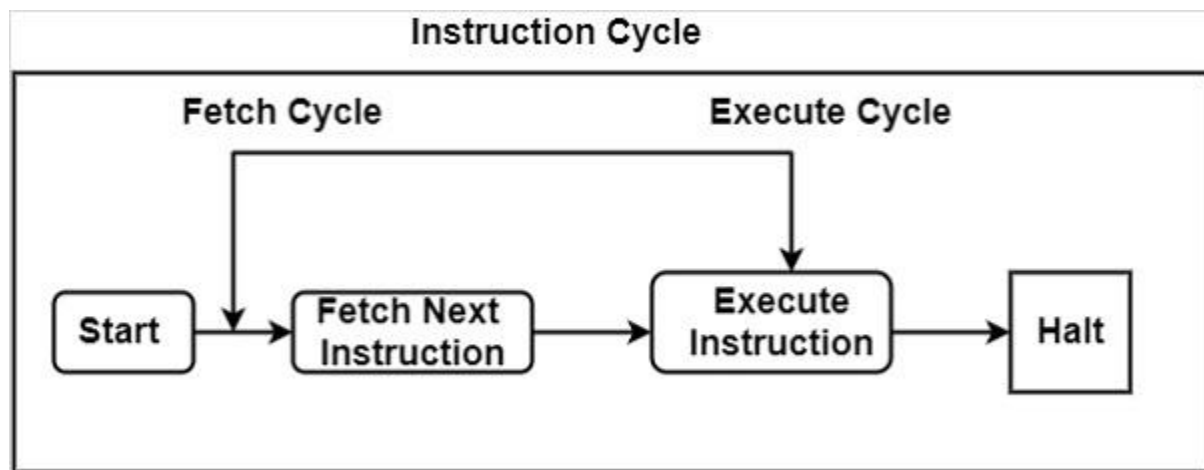 Instruction Cycle
Fetch Cycle
Execute Cycle
Start
Fetch Next
Instruction
Execute
Instruction
Halt